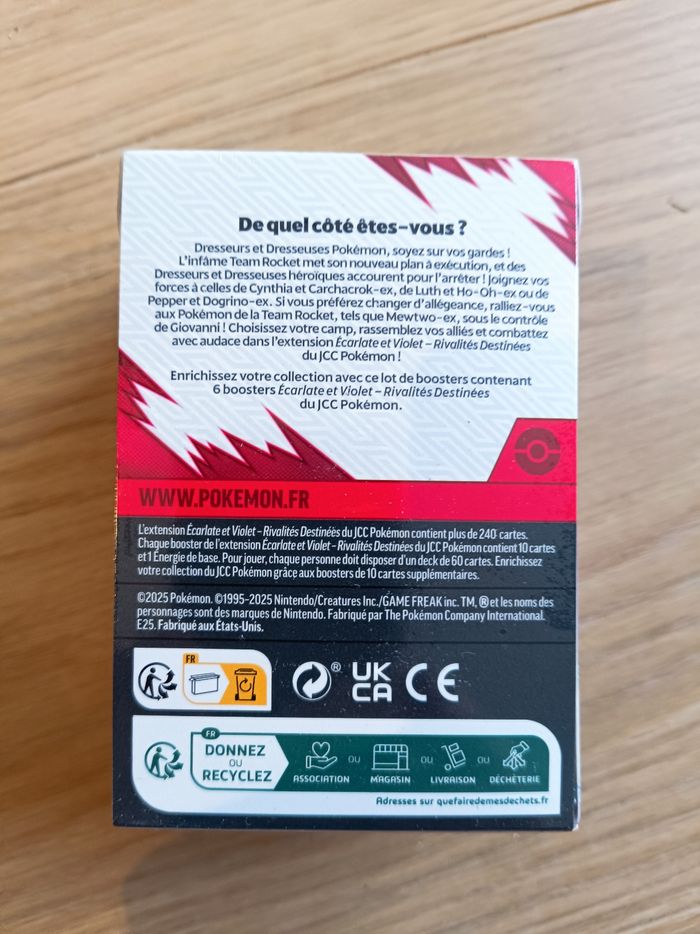 De quel côté êtes-vous ?
Dresseurs et Dresseuses Pokémon, soyez sur vos gardes !
L'infâme Team Rocket met son nouveau plan à exécution, et des
Dresseurs et Dresseuses héroïques accourent pour l'arrêter ! Joignez vos
forces à celles de Cynthia et Carchacrok-ex, de Luth et Ho-Oh-ex ou de
Pepper et Dogrino-ex. Si vous préférez changer d'allégeance, ralliez-vous
aux Pokémon de la Team Rocket, tels que Mewtwo-ex, sous le contrôle
de Giovanni ! Choisissez votre camp, rassemblez vos alliés et combattez
avec audace dans l'extension Écarlate et Violet – Rivalités Destinées
du JCC Pokémon !
Enrichissez votre collection avec ce lot de boosters contenant
6 boosters Écarlate et Violet – Rivalités Destinées
du JCC Pokémon.
WWW.POKEMON.FR
L'extension Écarlate et Violet – Rivalités Destinées du JCC Pokémon contient plus de 240 cartes.
Chaque booster de l'extension Écarlate et Violet – Rivalités Destinées du JCC Pokémon contient 10 cartes
et 1 Énergie de base. Pour jouer, chaque personne doit disposer d'un deck de 60 cartes. Enrichissez
votre collection du JCC Pokémon grâce aux boosters de 10 cartes supplémentaires.
©2025 Pokémon. ©1995-2025 Nintendo/Creatures Inc./GAME FREAK inc. TM, ® et les noms des
personnages sont des marques de Nintendo. Fabriqué par The Pokémon Company International.
E25. Fabriqué aux États-Unis.
FR
® UK CA CE
FR
DONNEZ
OU
RECYCLEZ
ASSOCIATION OU MAGASIN OU LIVRAISON OU DÉCHÈTERIE
Adresses sur quefairedemesdechets.fr